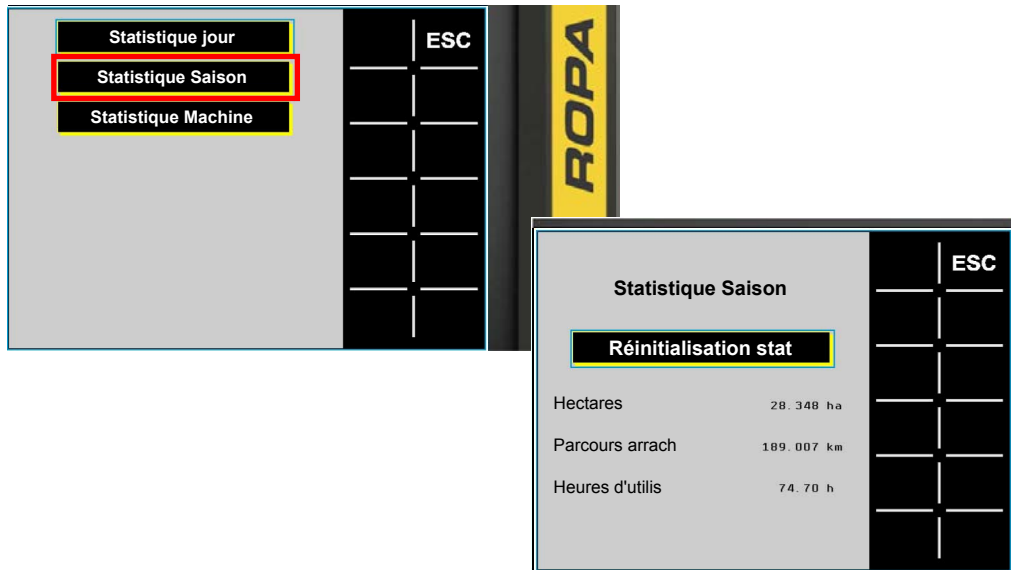 Statistique jour
ESC
Statistique Saison
Statistique Machine
ROPA
ESC
Statistique Saison
Réinitialisation stat
Hectares 28.348 ha
Parcours arrach 189.007 km
Heures d'utilis 74.70 h